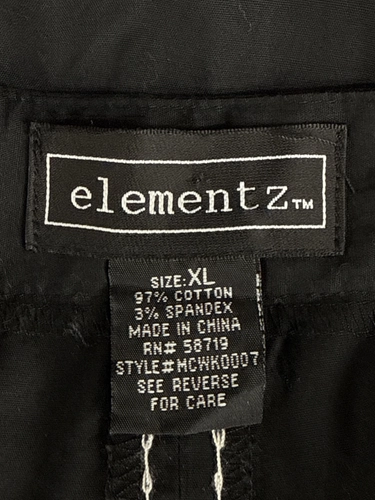 elementz™
SIZE: XL
97% COTTON
3% SPANDEX
MADE IN CHINA
RN# 58719
STYLE# MCWK0007
SEE REVERSE
FOR CARE